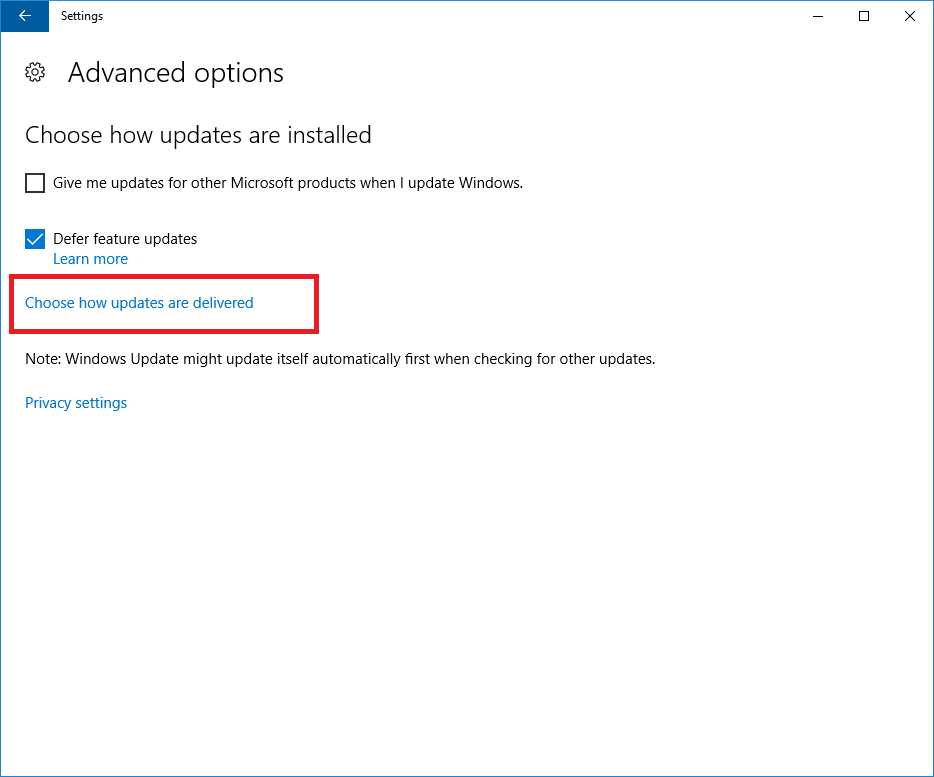 Settings
Advanced options
Choose how updates are installed
Give me updates for other Microsoft products when I update Windows.
Defer feature updates
Learn more
Choose how updates are delivered
Note: Windows Update might update itself automatically first when checking for other updates.
Privacy settings